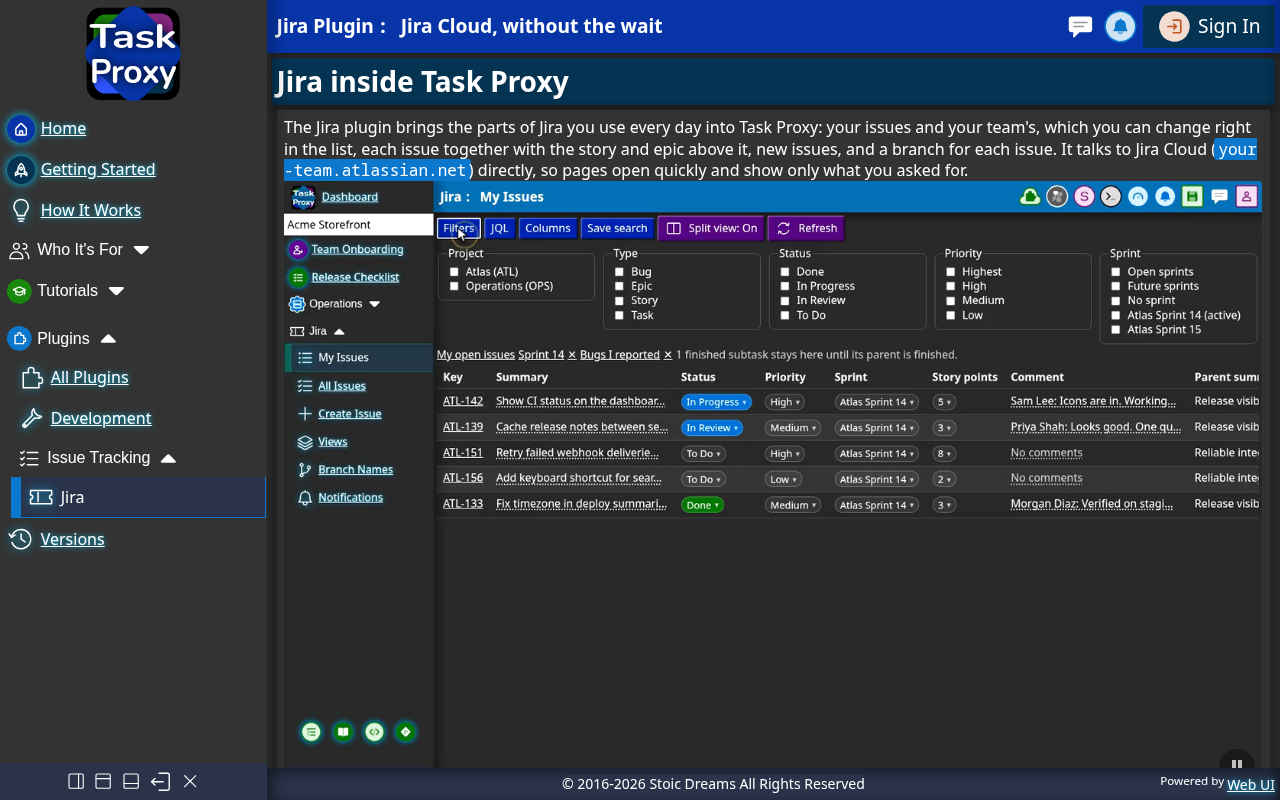 Task
Proxy
Home
Getting Started
How It Works
Who It's For
Tutorials
Plugins
All Plugins
Development
Issue Tracking
Jira
Versions
Jira Plugin : Jira Cloud, without the wait
Sign In
Jira inside Task Proxy
The Jira plugin brings the parts of Jira you use every day into Task Proxy: your issues and your team's, which you can change right
in the list, each issue together with the story and epic above it, new issues, and a branch for each issue. It talks to Jira Cloud ( your
-team.atlassian.net ) directly, so pages open quickly and show only what you asked for.
Task
Proxy
Dashboard
Acme Storefront
Team Onboarding
Release Checklist
Operations
Jira
My Issues
All Issues
Create Issue
Views
Branch Names
Notifications
Jira : My Issues
S
Filters JQL Columns Save search Split view: On Refresh
Project
Atlas (ATL)
Operations (OPS)
Type
Bug
Epic
Story
Task
Status
Done
In Progress
In Review
To Do
Priority
Highest
High
Medium
Low
Sprint
Open sprints
Future sprints
No sprint
Atlas Sprint 14 (active)
Atlas Sprint 15
My open issues Sprint 14 ✕ Bugs I reported ✕ 1 finished subtask stays here until its parent is finished.
Key Summary Status Priority Sprint Story points Comment Parent sum
ATL-142 Show CI status on the dashboar... In Progress High Atlas Sprint 14 5 Sam Lee: Icons are in. Working... Release visib
ATL-139 Cache release notes between se... In Review Medium Atlas Sprint 14 3 Priya Shah: Looks good. One qu... Release visib
ATL-151 Retry failed webhook deliverie... To Do High Atlas Sprint 14 8 No comments Reliable inte
ATL-156 Add keyboard shortcut for sear... To Do Low Atlas Sprint 14 2 No comments Reliable inte
ATL-133 Fix timezone in deploy summari... Done Medium Atlas Sprint 14 3 Morgan Diaz: Verified on stagi... Release visib
© 2016-2026 Stoic Dreams All Rights Reserved
Powered by Web UI